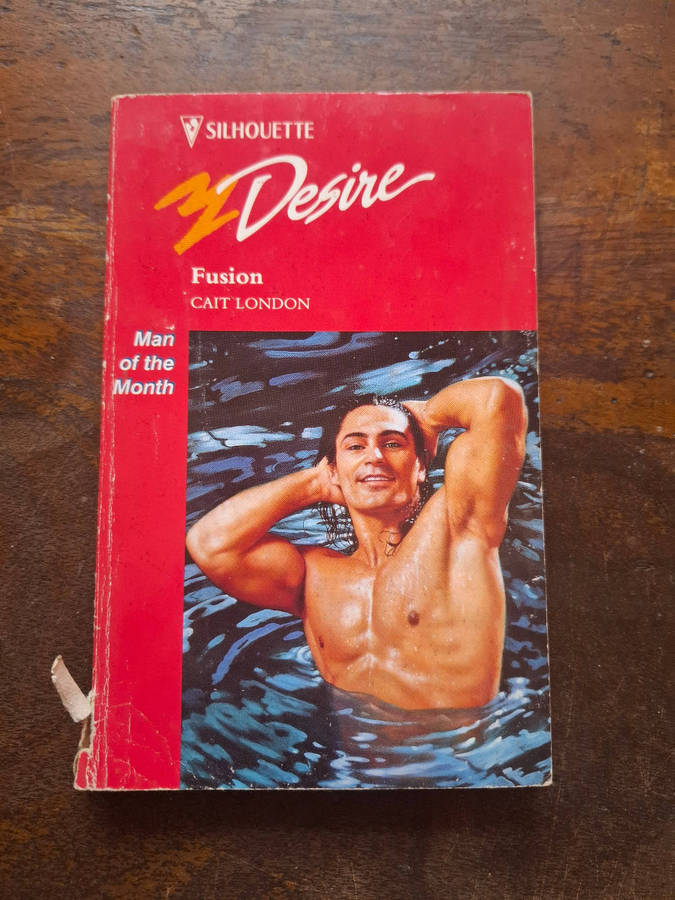 SILHOUETTE
Desire
Fusion
CAIT LONDON
Man
of the
Month